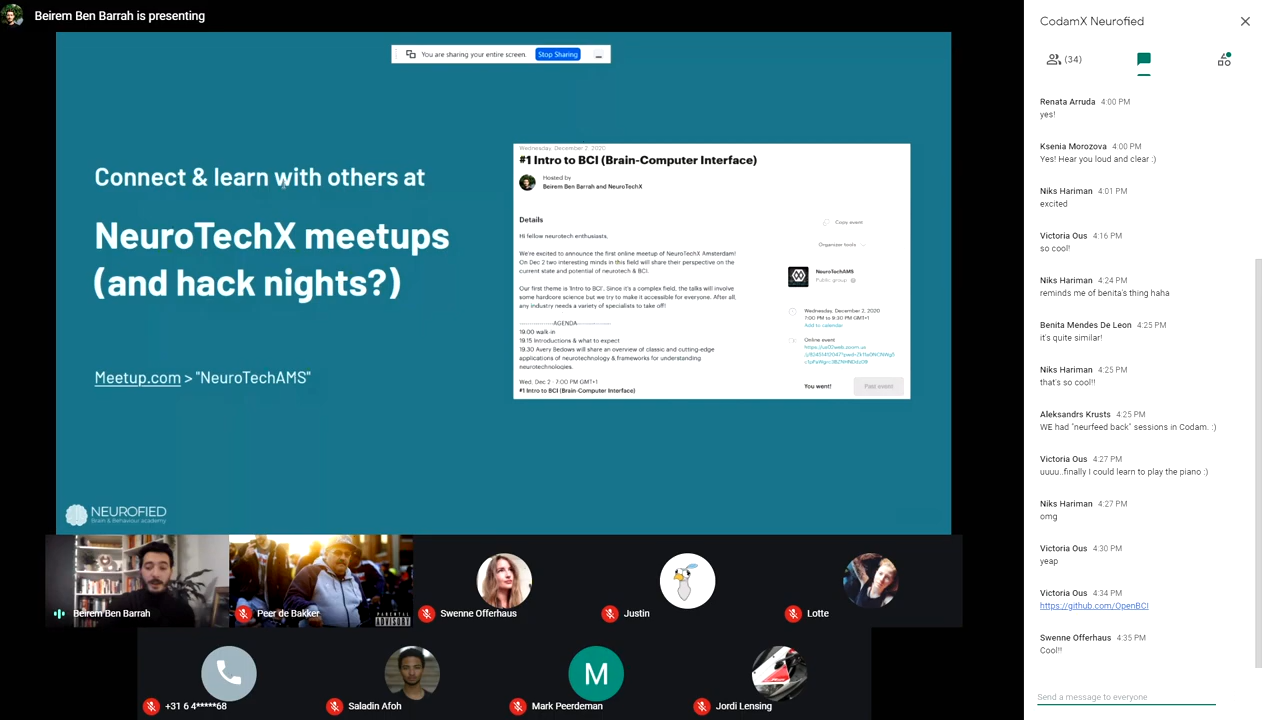 Beirem Ben Barrah is presenting
You are sharing your entire screen.
Stop Sharing
Connect & learn with others at
NeuroTechX meetups
(and hack nights?)
Meetup.com > "NeuroTechAMS"
NEUROFIED
Brain & Behaviour academy
Wednesday, December 2, 2020
#1 Intro to BCI (Brain-Computer Interface)
Hosted by
Beirem Ben Barrah and NeuroTechX
Details
Hi fellow neurotech enthusiasts,
We're excited to announce the first online meetup of NeuroTechX Amsterdam!
On Dec 2 two interesting minds in this field will share their perspective on the
current state and potential of neurotech & BCI.
Our first theme is 'Intro to BCI'. Since it's a complex field, the talks will involve
some hardcore science but we try to make it accessible for everyone. After all,
any industry needs a variety of specialists to take off!
----------------AGENDA-----------
19.00 walk-in
19.15 Introductions & what to expect
19.30 Avery Bedows will share an overview of classic and cutting-edge
applications of neurotechnology & frameworks for understanding
neurotechnologies.
Wed, Dec 2 · 7:00 PM GMT+1
#1 Intro to BCI (Brain-Computer Interface)
Copy event
Organizer tools
NeuroTechAMS
Public group
Wednesday, December 2, 2020
7:00 PM to 9:30 PM GMT+1
Add to calendar
Online event
You went!
Past event
Beirem Ben Barrah
Peer de Bakker
PARENTAL
ADVISORY
Swenne Offerhaus
Justin
Lotte
+31 6 4*****68
Saladin Afoh
M
Mark Peerdeman
Jordi Lensing
CodamX Neurofied
(34)
Renata Arruda 4:00 PM
yes!
Ksenia Morozova 4:00 PM
Yes! Hear you loud and clear :)
Niks Hariman 4:01 PM
excited
Victoria Ous 4:16 PM
so cool!
Niks Hariman 4:24 PM
reminds me of benita's thing haha
Benita Mendes De Leon 4:25 PM
it's quite similar!
Niks Hariman 4:25 PM
that's so cool!!
Aleksandrs Krusts 4:25 PM
WE had "neurfeed back" sessions in Codam. :)
Victoria Ous 4:27 PM
uuuu..finally I could learn to play the piano :)
Niks Hariman 4:27 PM
omg
Victoria Ous 4:30 PM
yeap
Victoria Ous 4:34 PM
https://github.com/OpenBCI
Swenne Offerhaus 4:35 PM
Cool!!
Send a message to everyone